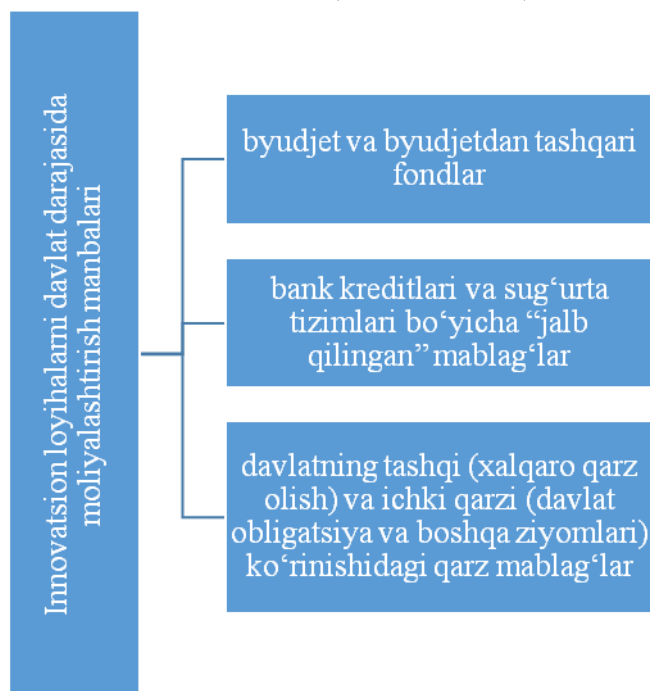 Innovatsion loyihalarni davlat darajasida
moliyalashtirish manbalari
byudjet va byudjetdan tashqari
fondlar
bank kreditlari va sug‘urta
tizimlari bo‘yicha “jalb
qilingan” mablag‘lar
davlatning tashqi (xalqaro qarz
olish) va ichki qarzi (davlat
obligatsiya va boshqa ziyomlari)
ko‘rinishidagi qarz mablag‘lar